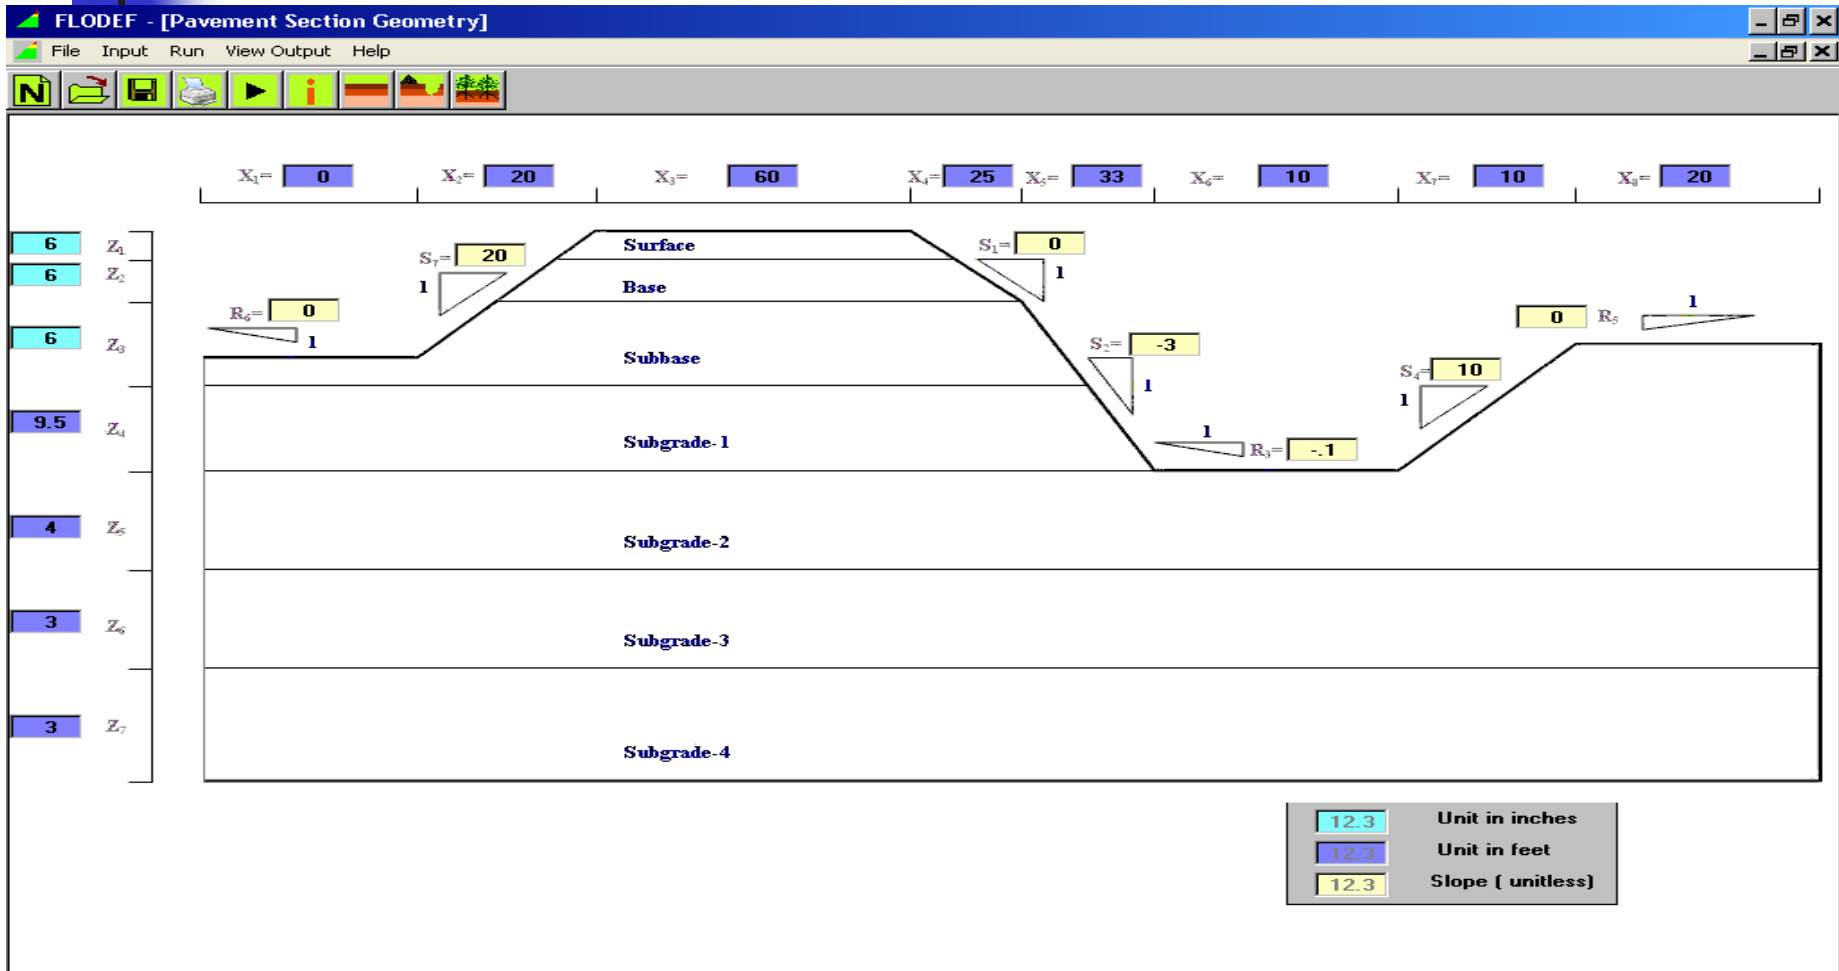 FLODEF - [Pavement Section Geometry]
File Input Run View Output Help
N
X₁= 0 X₂= 20 X₃= 60 X₄= 25 X₅= 33 X₆= 10 X₇= 10 X₈= 20
6 Z₁ Surface
S₇= 20 S₁= 0
6 Z₂ 1 Base 1
R₆= 0 1
0 R₅ 1
6 Z₃ Subbase
S₂= -3 1
S₄= 10 1
9.5 Z₄ Subgrade-1
1 R₃= -.1
4 Z₅ Subgrade-2
3 Z₆ Subgrade-3
3 Z₇ Subgrade-4
12.3 Unit in inches
12.3 Unit in feet
12.3 Slope ( unitless)